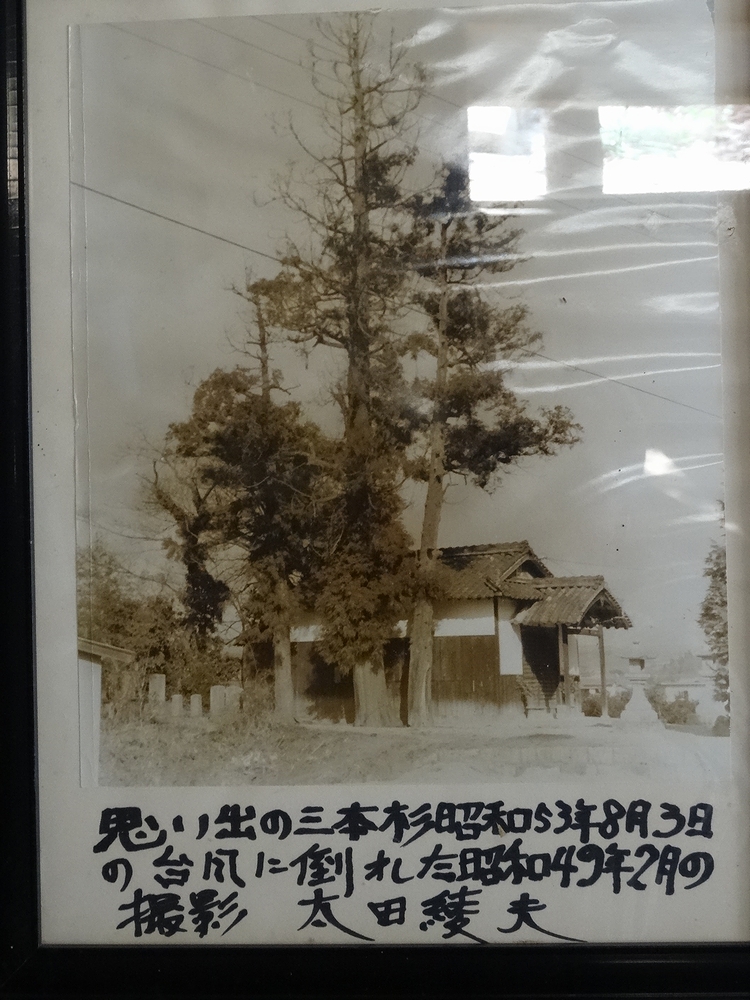 思い出の三本杉昭和53年8月3日
の台風に倒れた昭和49年2月の
撮影 太田綾夫